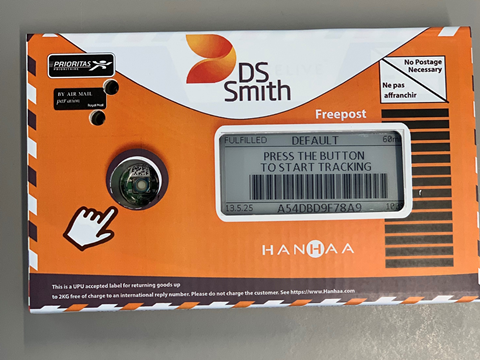 PRIORITAS
PRIORITAIRE
BY AIR MAIL
par avion
Royal Mail
DS
Smith
No Postage
Necessary
Ne pas
affranchir
Freepost
FULFILLED DEFAULT
PRESS THE BUTTON
TO START TRACKING
13.5.25 A54DBD9F78A9
HANHAA
This is a UPU accepted label for returning goods up
to 2KG free of charge to an international reply number. Please do not charge the customer. See https://www.Hanhaa.com